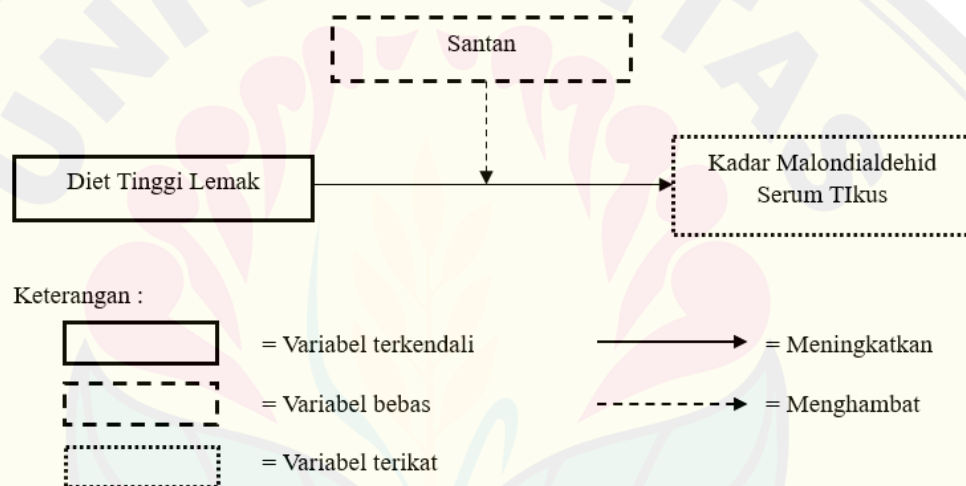 Santan
Diet Tinggi Lemak
Kadar Malondialdehid
Serum TIkus
Keterangan :
= Variabel terkendali
= Meningkatkan
= Variabel bebas
= Menghambat
= Variabel terikat